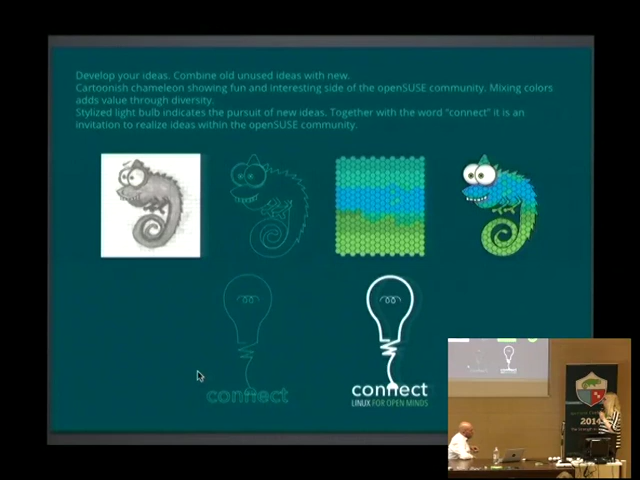 Develop your ideas. Combine old unused ideas with new.
Cartoonish chameleon showing fun and interesting side of the openSUSE community. Mixing colors
adds value through diversity.
Stylized light bulb indicates the pursuit of new ideas. Together with the word "connect" it is an
invitation to realize ideas within the openSUSE community.
connect
connect
LINUX FOR OPEN MINDS
2014